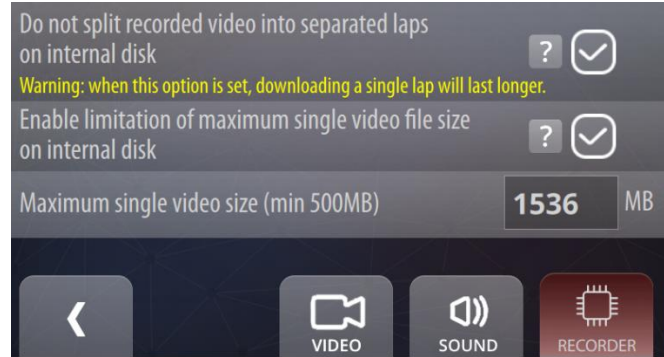 Do not split recorded video into separated laps
on internal disk
?
Warning: when this option is set, downloading a single lap will last longer.
Enable limitation of maximum single video file size
on internal disk
?
Maximum single video size (min 500MB) 1536 MB
VIDEO SOUND RECORDER